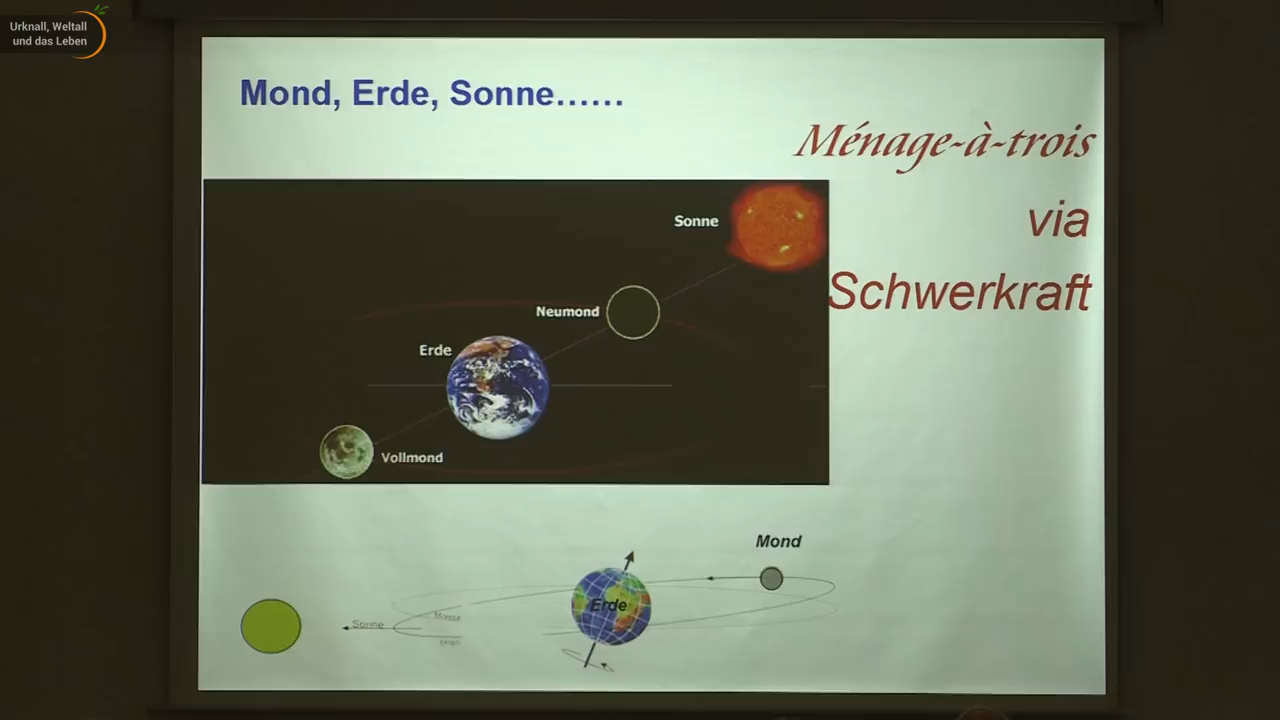 Urknall, Weltall
und das Leben
Mond, Erde, Sonne......
Ménage-à-trois
via
Schwerkraft
Sonne
Neumond
Erde
Vollmond
Mond
Erde
Sonne